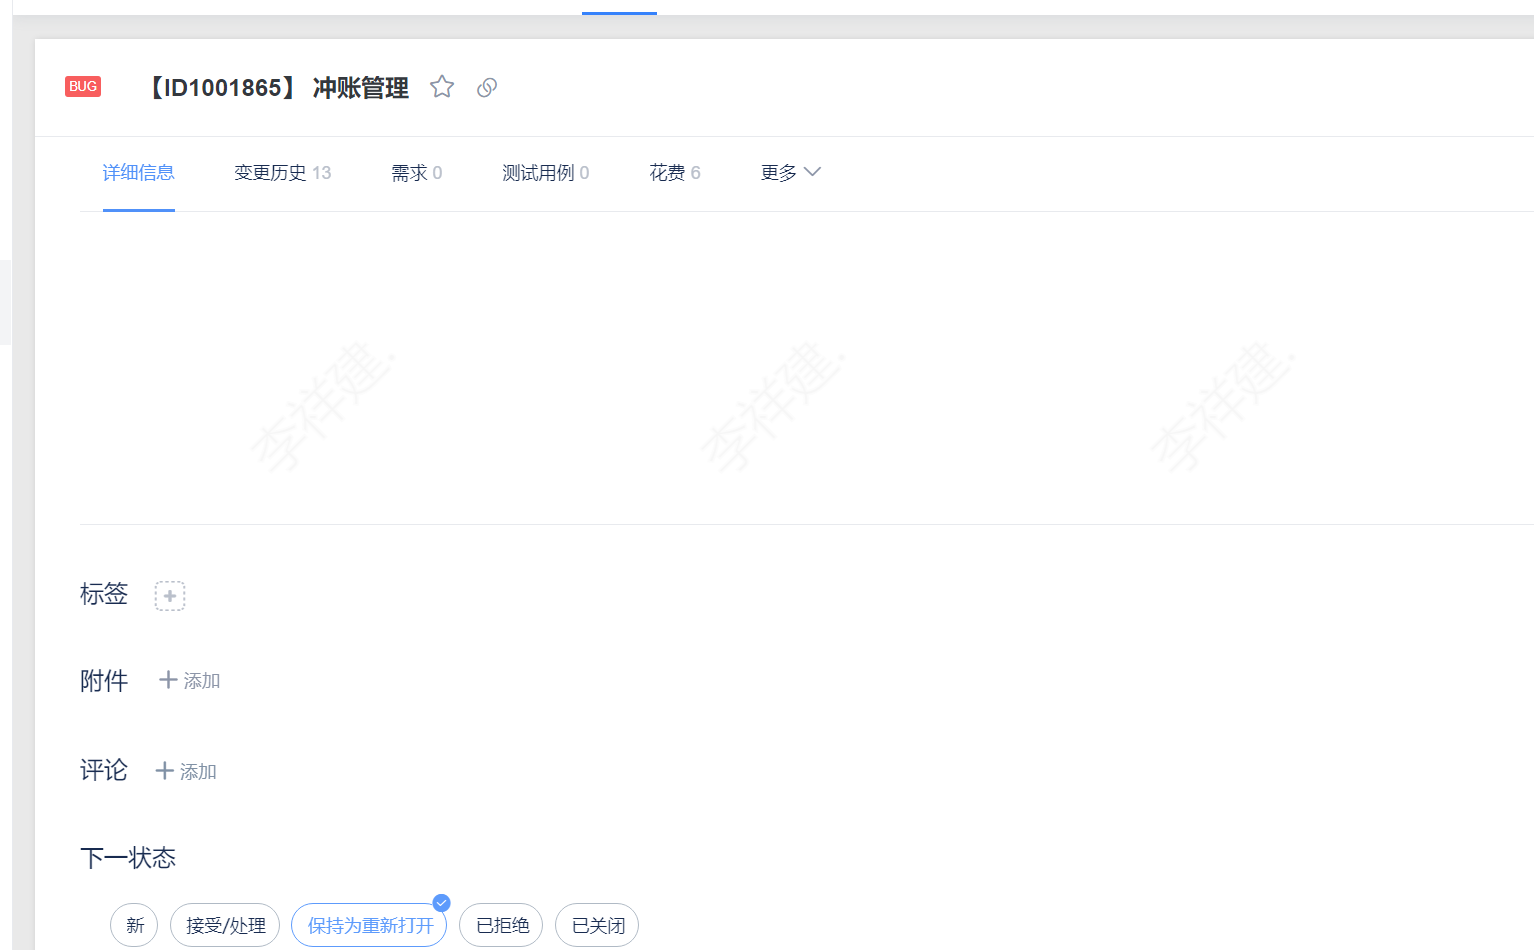 BUG 【ID1001865】 冲账管理
详细信息 变更历史 13 需求 0 测试用例 0 花费 6 更多
李祥建. 李祥建. 李祥建.
标签
附件 添加
评论 添加
下一状态
新 接受/处理 保持为重新打开 已拒绝 已关闭